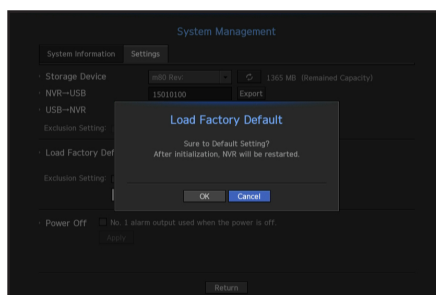 System Management
System Information Settings
· Storage Device m80 Rev 1365 MB (Remained Capacity)
· NVR→USB 15010100 Export
· USB→NVR
Exclusion Setting:
Load Factory Default
Sure to Default Setting?
After initialization, NVR will be restarted.
OK Cancel
· Load Factory Def
Exclusion Setting:
· Power Off No. 1 alarm output used when the power is off.
Apply
Return